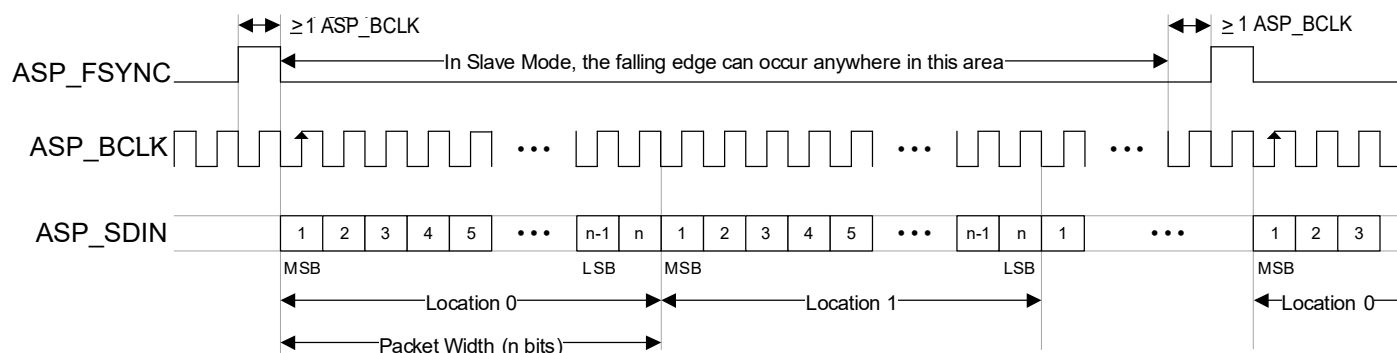 ≥1 ASP_BCLK
≥ 1 ASP_BCLK
ASP_FSYNC
In Slave Mode, the falling edge can occur anywhere in this area
ASP_BCLK
ASP_SDIN
1 2 3 4 5 ••• n-1 n 1 2 3 4 5 ••• n-1 n 1 ••• 1 2 3
MSB LSB MSB LSB MSB
Location 0 Location 1 Location 0
Packet Width (n bits)